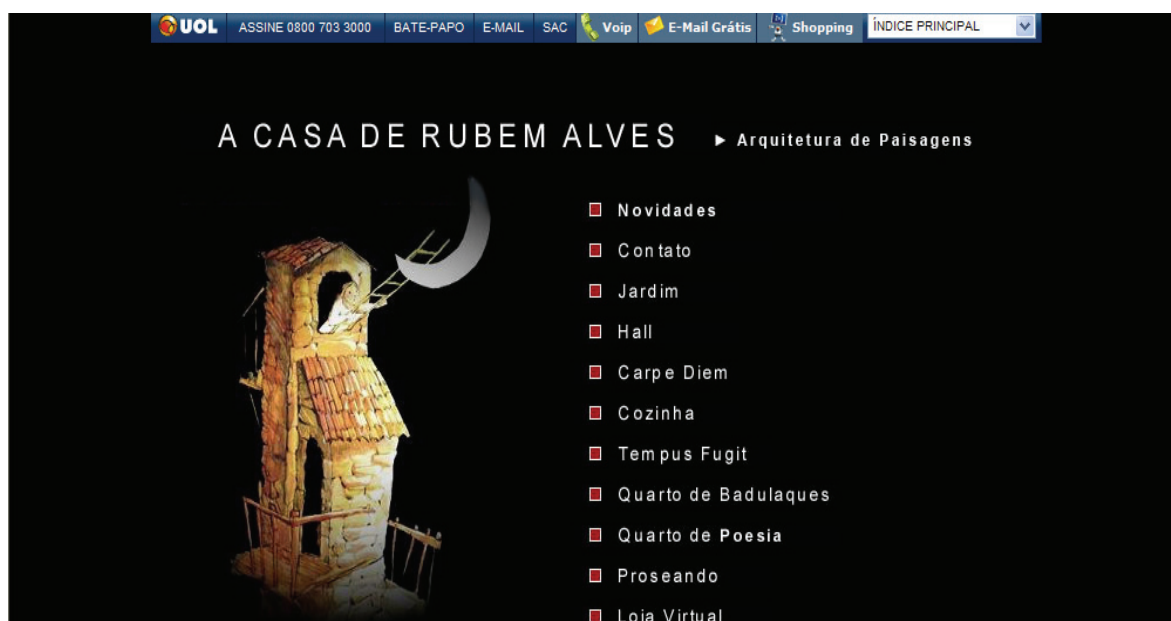 UOL ASSINE 0800 703 3000 BATE-PAPO E-MAIL SAC Voip E-Mail Grátis Shopping ÍNDICE PRINCIPAL
A CASA DE RUBEM ALVES Arquitetura de Paisagens
Novidades
Contato
Jardim
Hall
Carpe Diem
Cozinha
Tempus Fugit
Quarto de Badulaques
Quarto de Poesia
Proseando
Loja Virtual